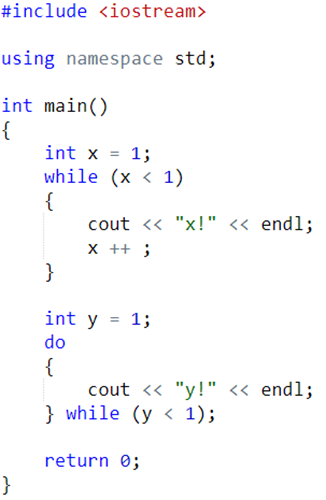 #include <iostream>
using namespace std;
int main()
{
    int x = 1;
    while (x < 1)
    {
        cout << "x!" << endl;
        x ++ ;
    }
    int y = 1;
    do
    {
        cout << "y!" << endl;
    } while (y < 1);
    return 0;
}